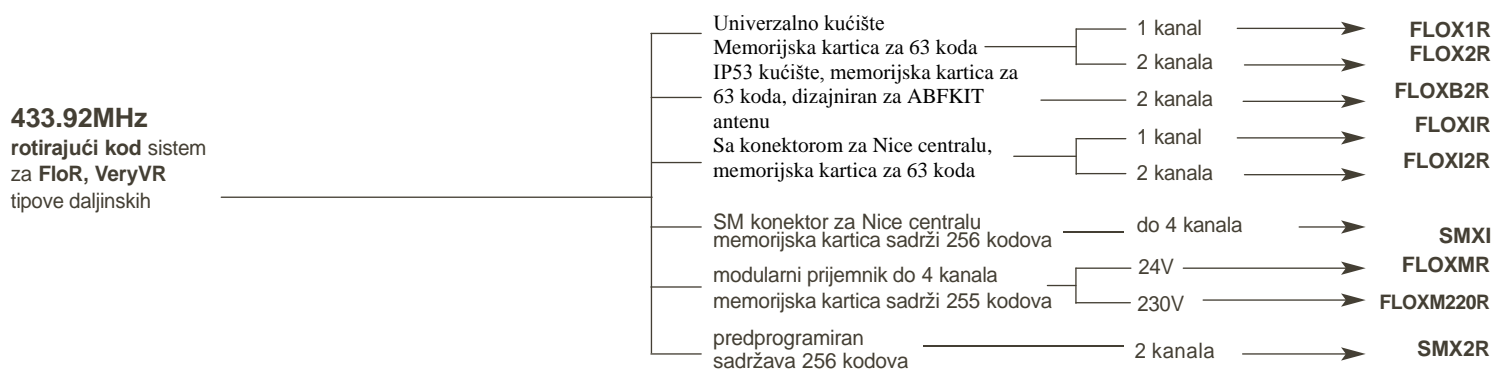 433.92MHz
rotirajući kod sistem
za FloR, VeryVR
tipove daljinskih
Univerzalno kućište
Memorijska kartica za 63 koda
1 kanal
FLOX1R
2 kanala
FLOX2R
IP53 kućište, memorijska kartica za
63 koda, dizajniran za ABFKIT
antenu
2 kanala
FLOXB2R
Sa konektorom za Nice centralu,
memorijska kartica za 63 koda
1 kanal
FLOXIR
2 kanala
FLOXI2R
SM konektor za Nice centralu
memorijska kartica sadrži 256 kodova
do 4 kanala
SMXI
modularni prijemnik do 4 kanala
memorijska kartica sadrži 255 kodova
24V
FLOXMR
230V
FLOXM220R
predprogramiran
sadržava 256 kodova
2 kanala
SMX2R